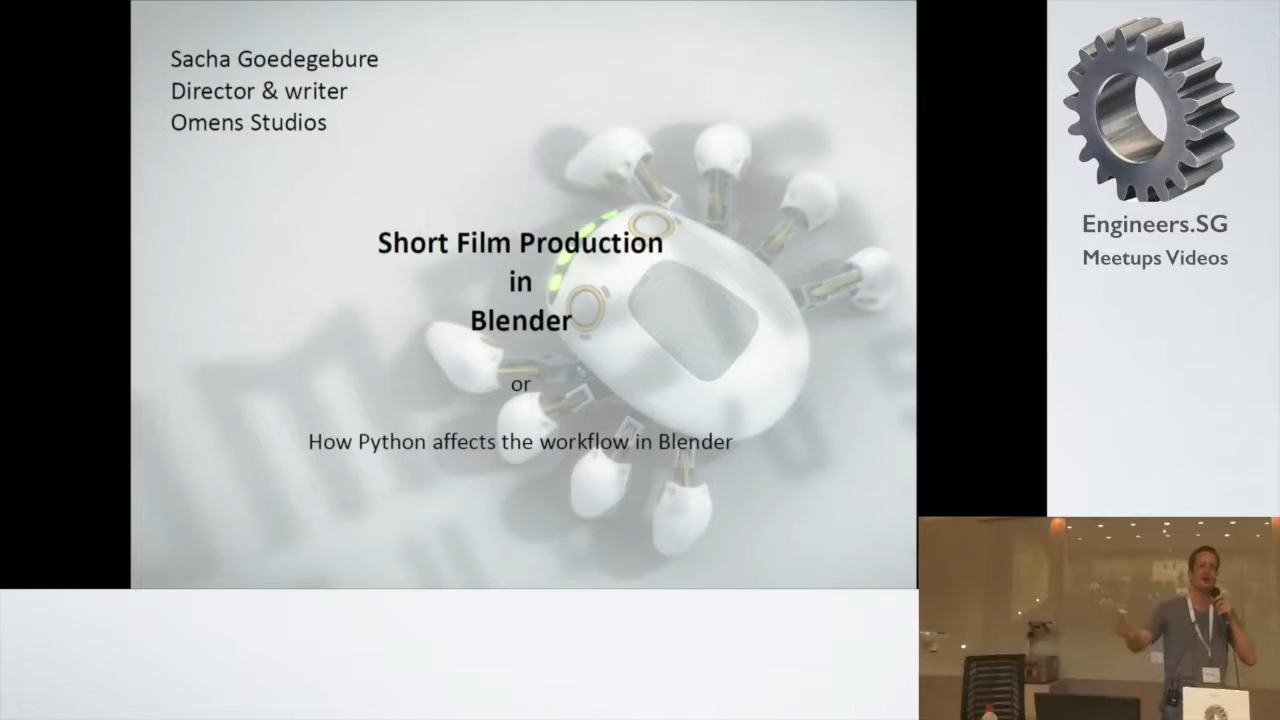 Sacha Goedegebure
Director & writer
Omens Studios
Short Film Production
in
Blender
or
How Python affects the workflow in Blender
Engineers.SG
Meetups Videos